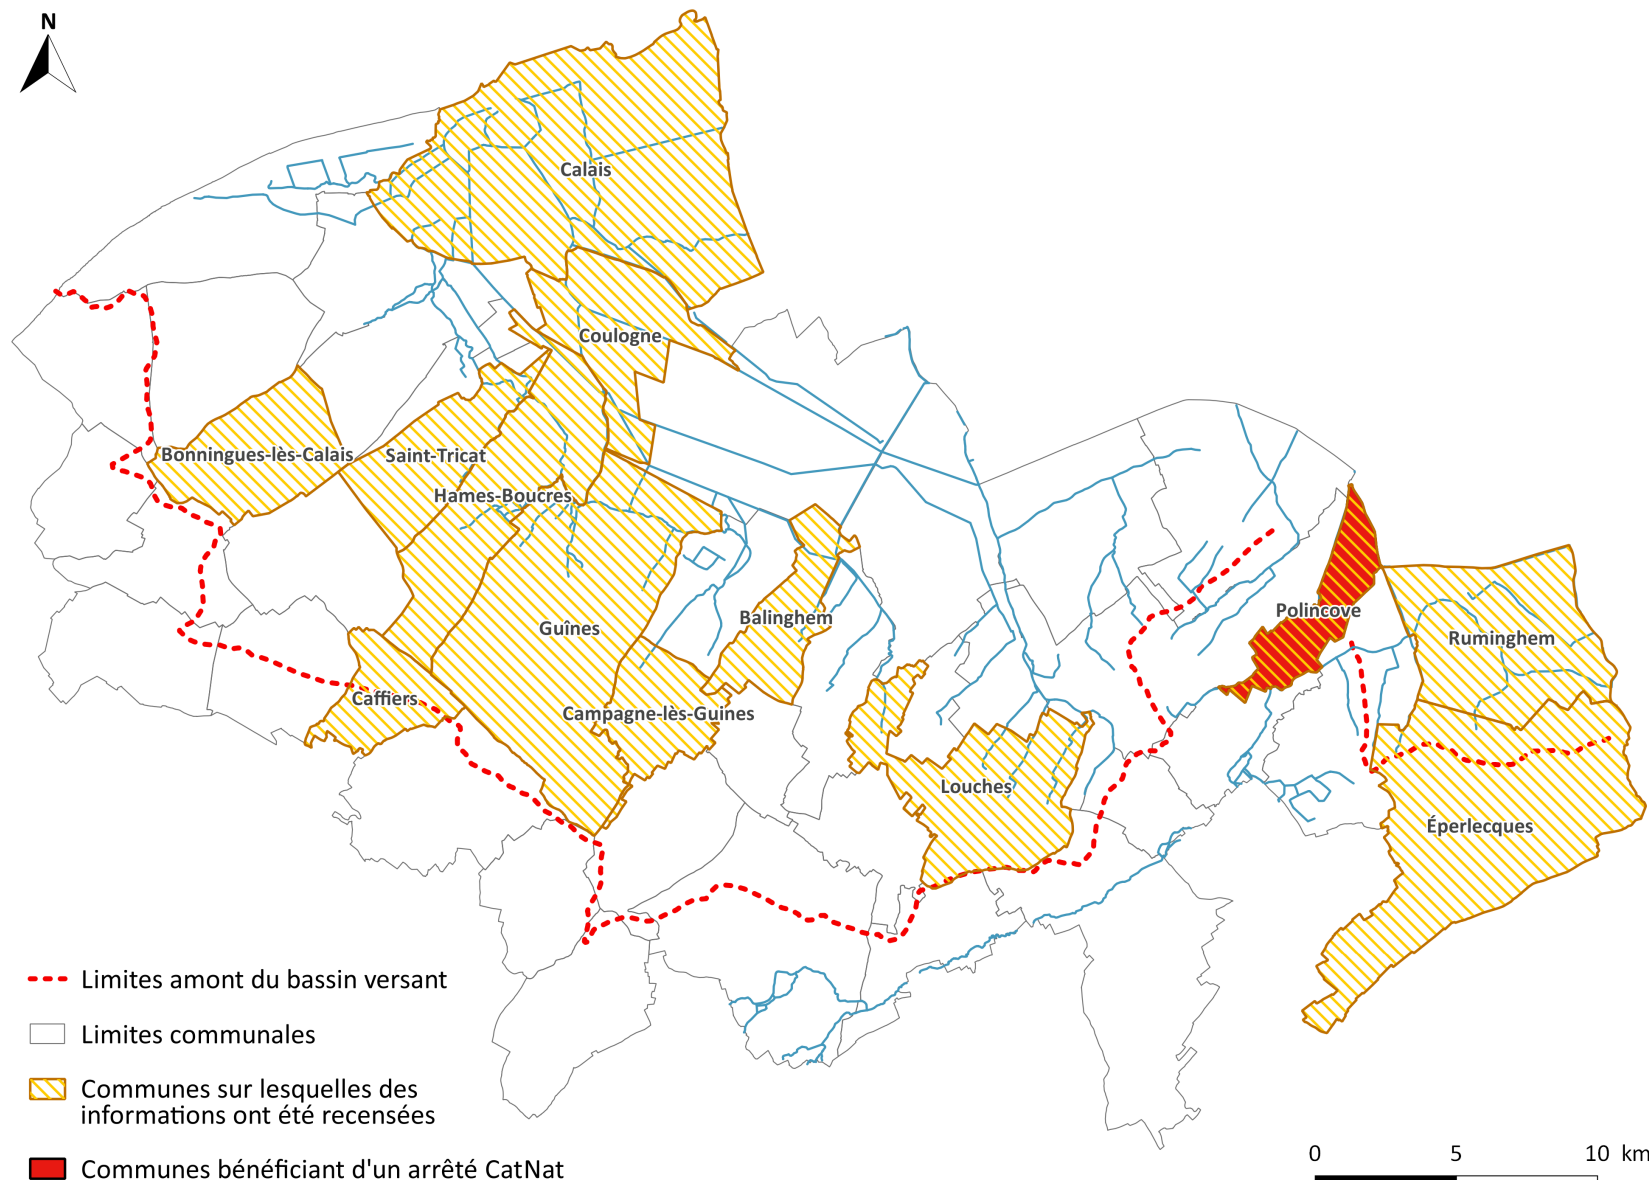 N
Calais
Coulogne
Bonningues-lès-Calais
Saint-Tricat
Hames-Boucres
Polincove
Balinghem
Guînes
Ruminghem
Caffiers
Campagne-lès-Guines
Louches
Éperlecques
Limites amont du bassin versant
Limites communales
Communes sur lesquelles des
informations ont été recensées
Communes bénéficiant d'un arrêté CatNat
0 5 10 km